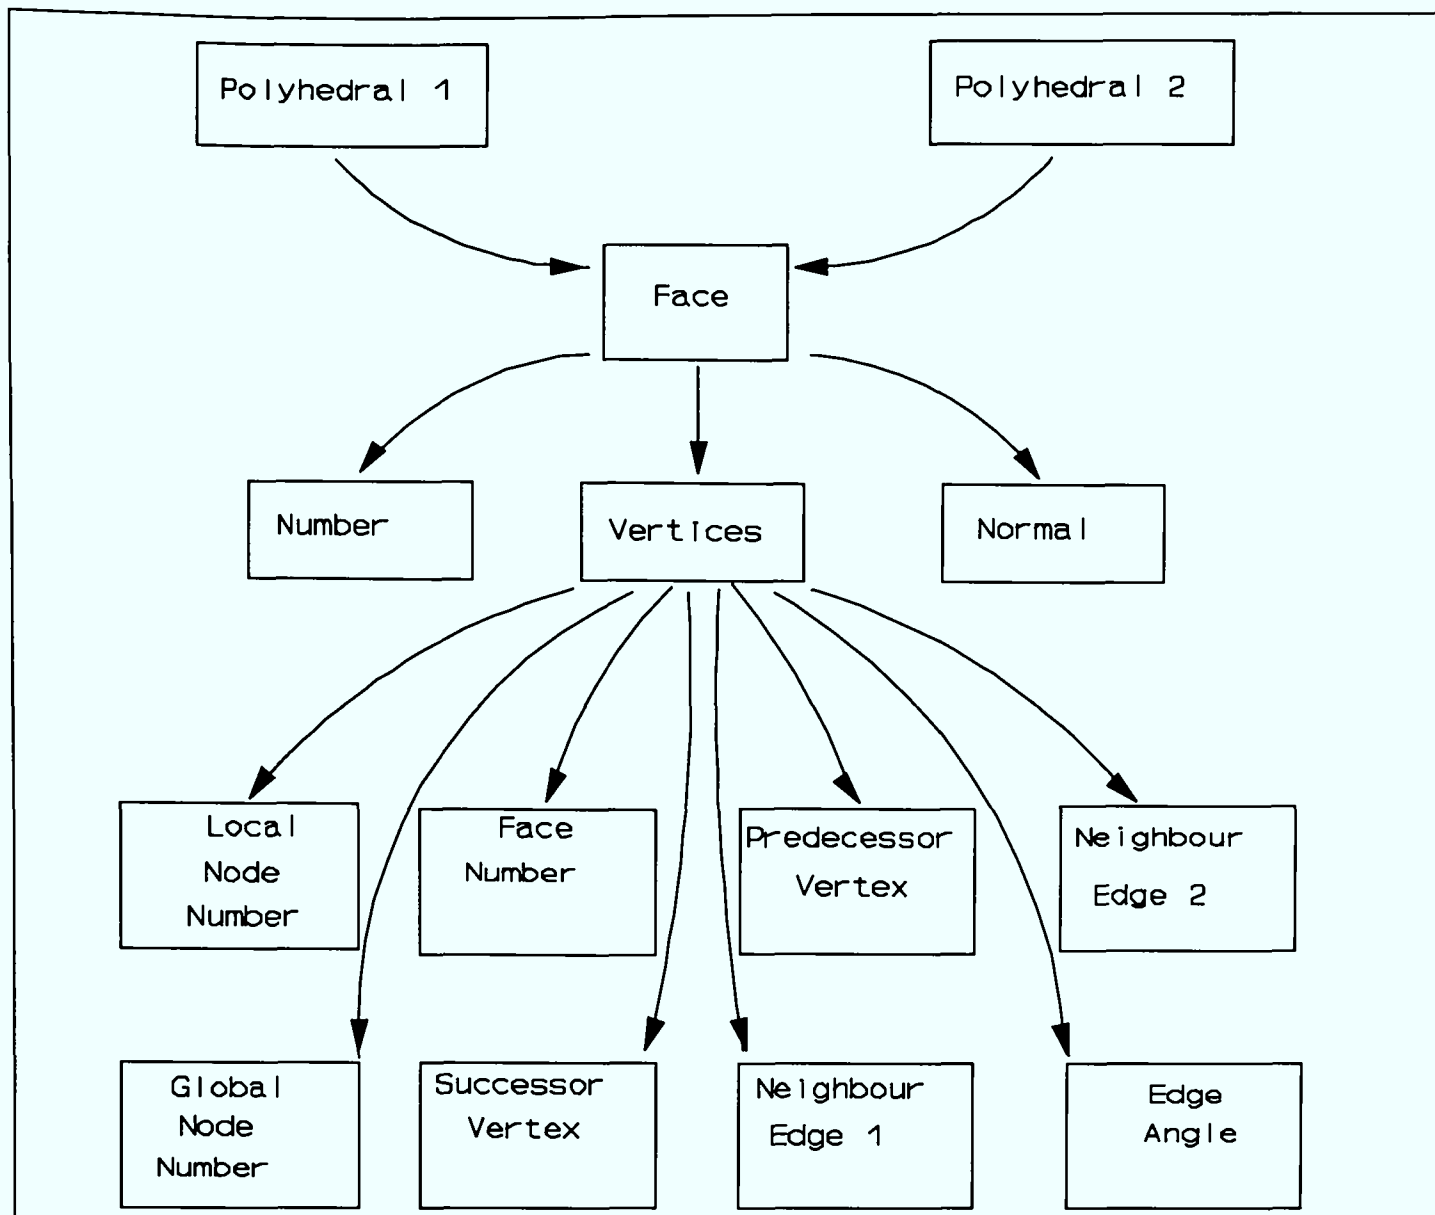 Polyhedral 1
Polyhedral 2
Face
Number
Vertices
Normal
Local
Node
Number
Face
Number
Predecessor
Vertex
Neighbour
Edge 2
Global
Node
Number
Successor
Vertex
Neighbour
Edge 1
Edge
Angle